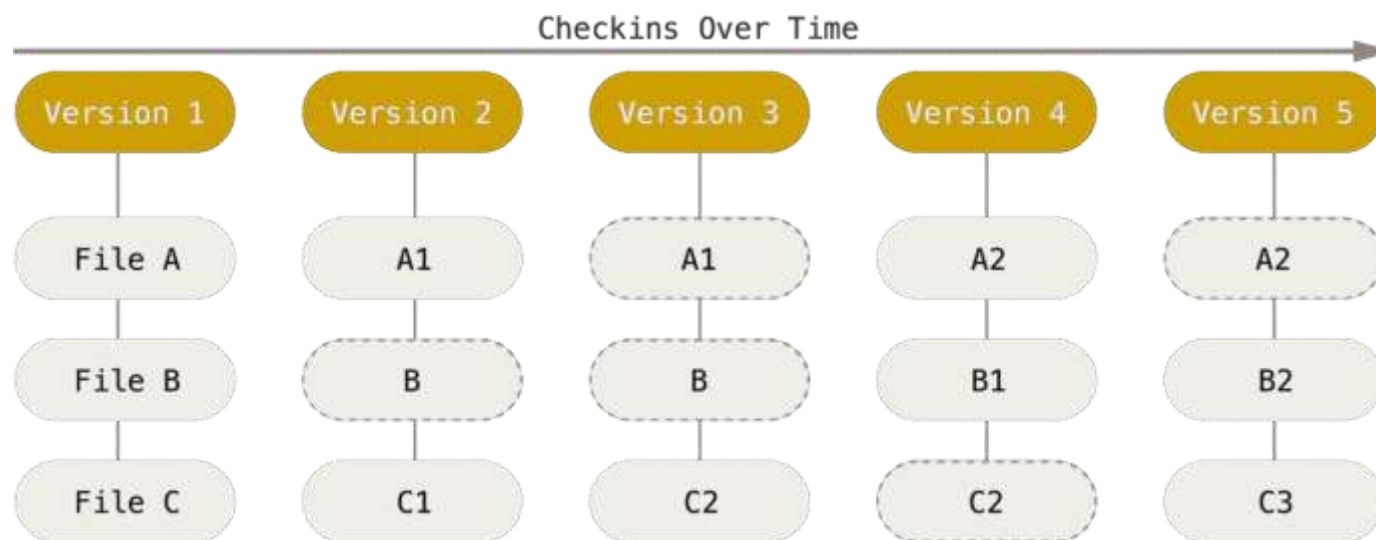 Checkins Over Time
Version 1 Version 2 Version 3 Version 4 Version 5
File A A1 A1 A2 A2
File B B B B1 B2
File C C1 C2 C2 C3